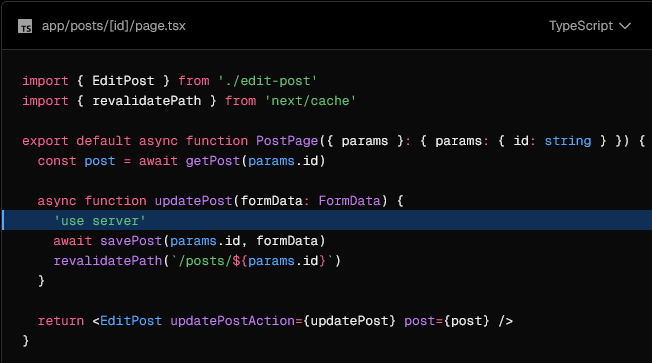 TS app/posts/[id]/page.tsx TypeScript
import { EditPost } from './edit-post'
import { revalidatePath } from 'next/cache'
export default async function PostPage({ params }: { params: { id: string } }) {
const post = await getPost(params.id)
async function updatePost(formData: FormData) {
'use server'
await savePost(params.id, formData)
revalidatePath(`/posts/${params.id}`)
}
return <EditPost updatePostAction={updatePost} post={post} />
}